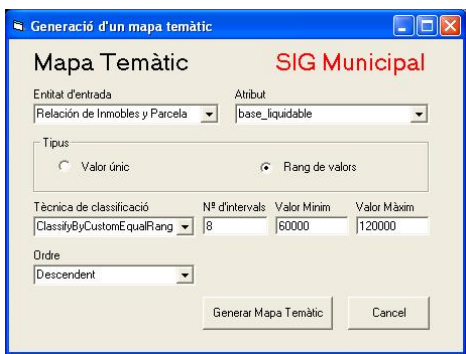 Generació d'un mapa temàtic
Mapa Temàtic SIG Municipal
Entitat d'entrada Atribut
Relación de Inmobles y Parcela base_liquidable
Tipus
Valor únic Rang de valors
Tècnica de classificació Nº d'intervals Valor Minim Valor Màxim
ClassifyByCustomEqualRang 8 60000 120000
Ordre
Descendent
Generar Mapa Temàtic Cancel